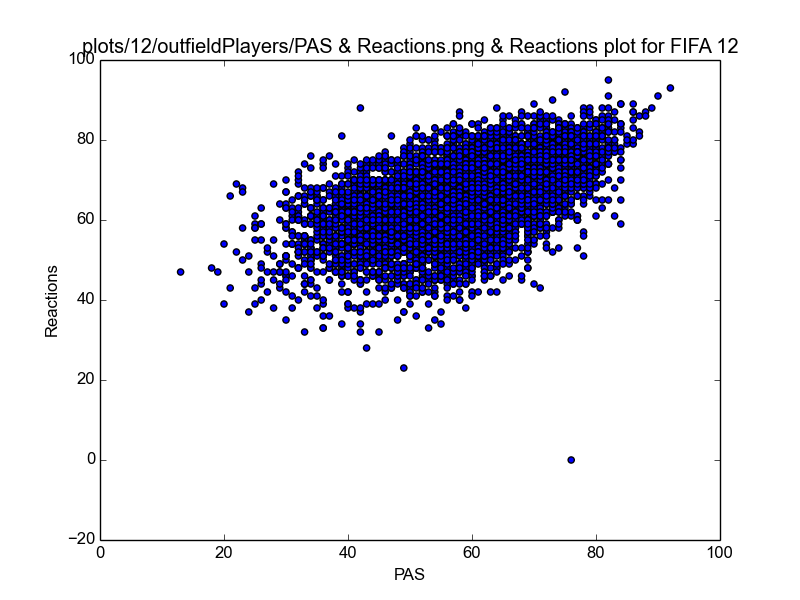 plots/12/outfieldPlayers/PAS & Reactions.png & Reactions plot for FIFA 12
100
80
60
40
20
0
−20
Reactions
0 20 40 60 80 100
PAS